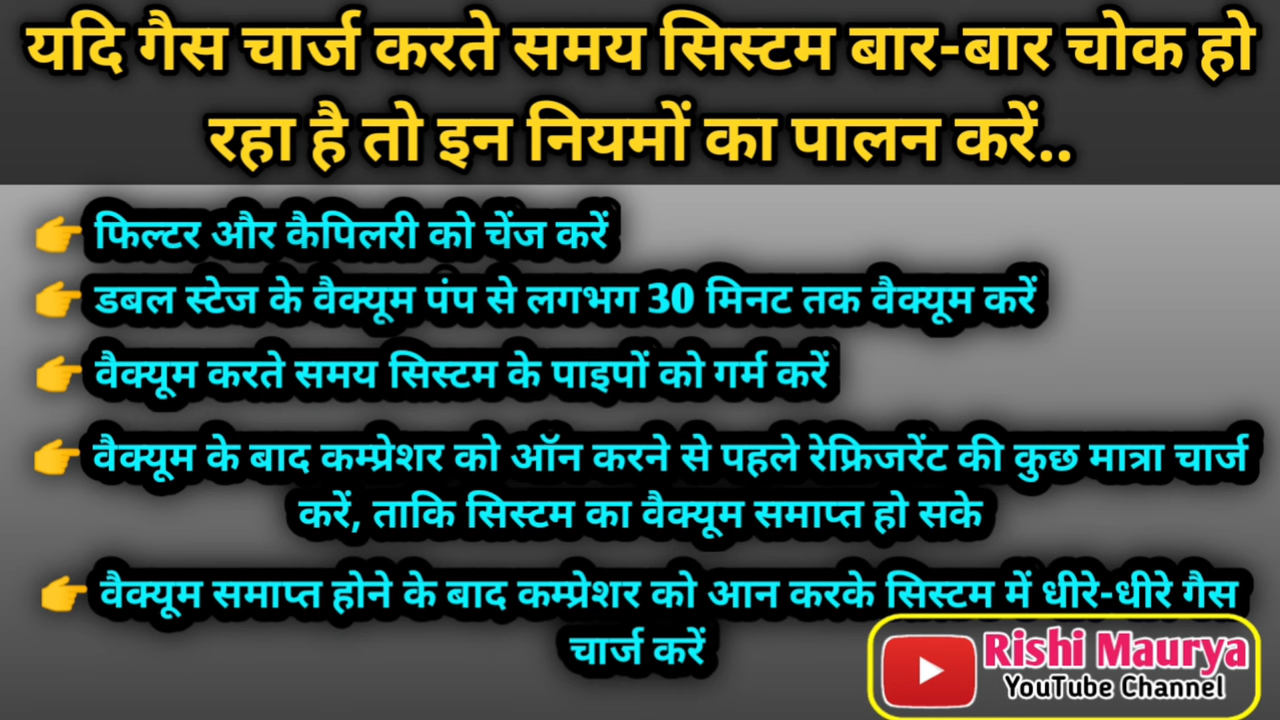 यदि गैस चार्ज करते समय सिस्टम बार-बार चोक हो
रहा है तो इन नियमों का पालन करें..
👉 फिल्टर और कैपिलरी को चेंज करें
👉 डबल स्टेज के वैक्यूम पंप से लगभग 30 मिनट तक वैक्यूम करें
👉 वैक्यूम करते समय सिस्टम के पाइपों को गर्म करें
👉 वैक्यूम के बाद कम्प्रेशर को ऑन करने से पहले रेफ्रिजरेंट की कुछ मात्रा चार्ज
करें, ताकि सिस्टम का वैक्यूम समाप्त हो सके
👉 वैक्यूम समाप्त होने के बाद कम्प्रेशर को आन करके सिस्टम में धीरे-धीरे गैस
चार्ज करें
Rishi Maurya
YouTube Channel